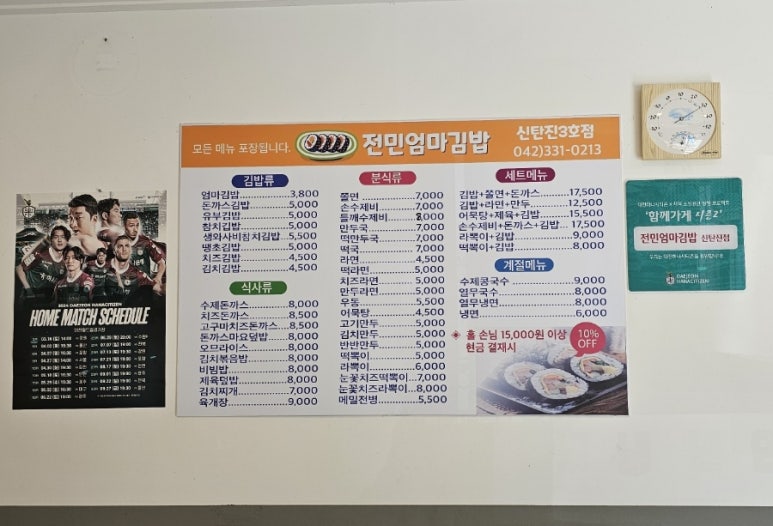 모든 메뉴 포장됩니다.
전민엄마김밥
신탄진3호점
042)331-0213
김밥류
엄마김밥 3,800
돈까스김밥 5,000
유부김밥 5,000
참치김밥 5,000
생와사비참치김밥 5,500
땡초김밥 5,000
치즈김밥 4,500
김치김밥 4,500
식사류
수제돈까스 8,000
치즈돈까스 8,500
고구마치즈돈까스 8,500
돈까스마요덮밥 8,000
오므라이스 8,000
김치볶음밥 8,000
비빔밥 8,000
제육덮밥 8,000
김치찌개 7,000
육개장 9,000
분식류
쫄면 7,000
손수제비 7,000
들깨수제비 8,000
만두국 7,000
떡만두국 7,000
떡국 7,000
라면 4,500
떡라면 5,000
치즈라면 5,000
만두라면 5,000
우동 5,500
어묵탕 4,500
고기만두 5,000
김치만두 5,000
반반만두 5,000
떡볶이 5,000
라볶이 6,000
눈꽃치즈떡볶이 7,000
눈꽃치즈라볶이 8,000
메밀전병 5,500
세트메뉴
김밥+쫄면+돈까스 17,500
김밥+라면+만두 12,500
어묵탕+제육+김밥 15,500
손수제비+돈까스+김밥 17,500
라볶이+김밥 9,000
떡볶이+김밥 8,000
계절메뉴
수제콩국수 9,000
열무국수 8,000
열무냉면 8,000
냉면 6,000
홀 손님 15,000원 이상
현금 결재시
10%
OFF
2024 DAEJEON HANACITIZEN
HOME MATCH SCHEDULE
'함께가게
전민엄마김밥 신탄진점
DAEJEON
HANACITIZEN